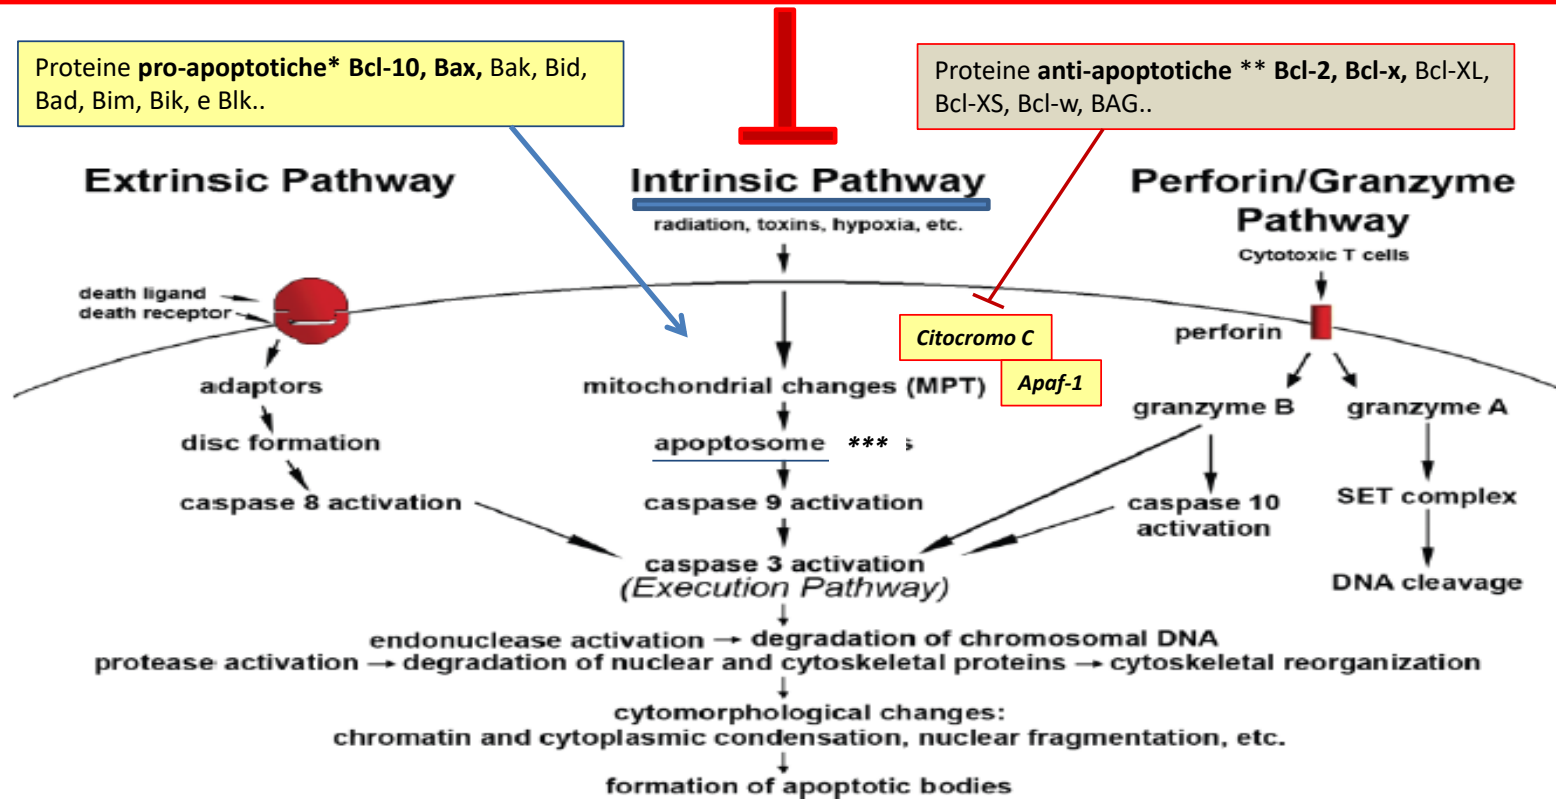 Proteine pro-apoptotiche* Bcl-10, Bax, Bak, Bid,
Bad, Bim, Bik, e Blk..
Proteine anti-apoptotiche ** Bcl-2, Bcl-x, Bcl-XL,
Bcl-XS, Bcl-w, BAG..
Extrinsic Pathway
death ligand
death receptor
adaptors
disc formation
caspase 8 activation
Intrinsic Pathway
radiation, toxins, hypoxia, etc.
Citocromo C
Apaf-1
mitochondrial changes (MPT)
apoptosome *** s
caspase 9 activation
Perforin/Granzyme
Pathway
Cytotoxic T cells
perforin
granzyme B
granzyme A
caspase 10
activation
SET complex
DNA cleavage
caspase 3 activation
(Execution Pathway)
endonuclease activation → degradation of chromosomal DNA
protease activation → degradation of nuclear and cytoskeletal proteins → cytoskeletal reorganization
cytomorphological changes:
chromatin and cytoplasmic condensation, nuclear fragmentation, etc.
formation of apoptotic bodies